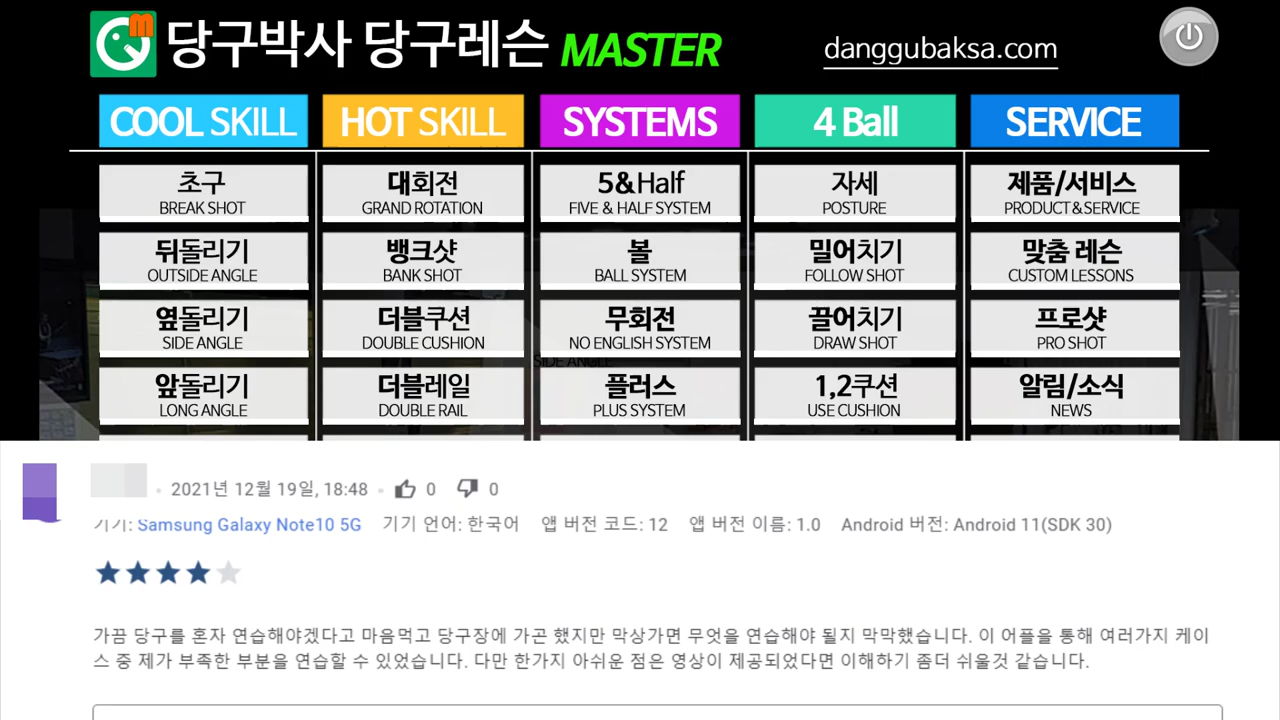 당구박사 당구레슨 MASTER
danggubaksa.com
COOL SKILL HOT SKILL SYSTEMS 4 Ball SERVICE
초구 대회전 5&Half 자세 제품/서비스
BREAK SHOT GRAND ROTATION FIVE & HALF SYSTEM POSTURE PRODUCT & SERVICE
뒤돌리기 뱅크샷 볼 밀어치기 맞춤 레슨
OUTSIDE ANGLE BANK SHOT BALL SYSTEM FOLLOW SHOT CUSTOM LESSONS
옆돌리기 더블쿠션 무회전 끌어치기 프로샷
SIDE ANGLE DOUBLE CUSHION NO ENGLISH SYSTEM DRAW SHOT PRO SHOT
SIDE ANGLE
앞돌리기 더블레일 플러스 1,2쿠션 알림/소식
LONG ANGLE DOUBLE RAIL PLUS SYSTEM USE CUSHION NEWS
2021년 12월 19일, 18:48 0 0
기기: Samsung Galaxy Note10 5G 기기 언어: 한국어 앱 버전 코드: 12 앱 버전 이름: 1.0 Android 버전: Android 11(SDK 30)
가끔 당구를 혼자 연습해야겠다고 마음먹고 당구장에 가곤 했지만 막상가면 무엇을 연습해야 될지 막막했습니다. 이 어플을 통해 여러가지 케이
스 중 제가 부족한 부분을 연습할 수 있었습니다. 다만 한가지 아쉬운 점은 영상이 제공되었다면 이해하기 좀더 쉬울것 같습니다.